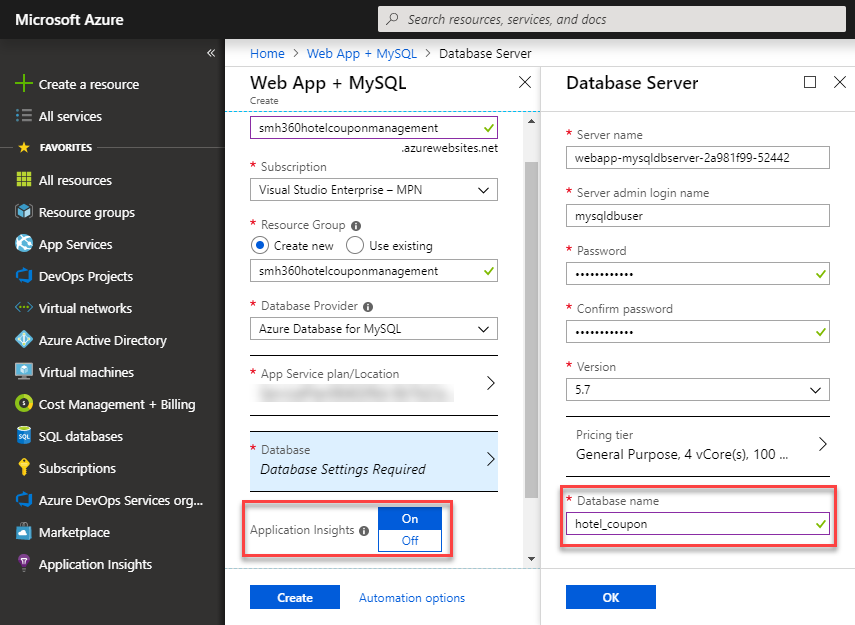 Microsoft Azure
Search resources, services, and docs
«
Create a resource
All services
FAVORITES
All resources
Resource groups
App Services
DevOps Projects
Virtual networks
Azure Active Directory
Virtual machines
Cost Management + Billing
SQL databases
Subscriptions
Azure DevOps Services org...
Marketplace
Application Insights
Home > Web App + MySQL > Database Server
Web App + MySQL
Create
smh360hotelcouponmanagement
.azurewebsites.net
* Subscription
Visual Studio Enterprise – MPN
* Resource Group
Create new Use existing
smh360hotelcouponmanagement
* Database Provider
Azure Database for MySQL
* App Service plan/Location
* Database
Database Settings Required
Application Insights
On
Off
Create Automation options
Database Server
* Server name
webapp-mysqldbserver-2a981f99-52442
* Server admin login name
mysqldbuser
* Password
••••••••••••
* Confirm password
••••••••••••
* Version
5.7
Pricing tier
General Purpose, 4 vCore(s), 100 ...
* Database name
hotel_coupon
OK